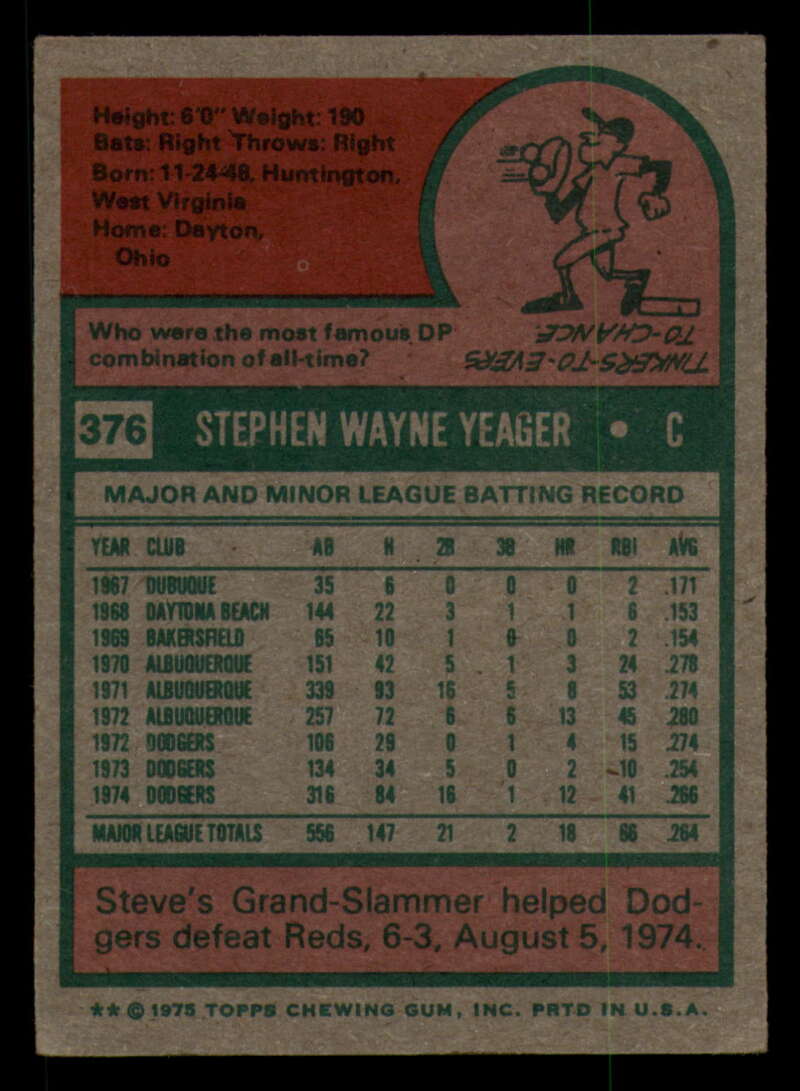 Height: 6'0" Weight: 190
Bats: Right Throws: Right
Born: 11-24-48, Huntington,
West Virginia
Home: Dayton,
Ohio
Who were the most famous DP
combination of all-time?
TINKERS-TO-EVERS
TO-CHANCE.
376 STEPHEN WAYNE YEAGER • C
MAJOR AND MINOR LEAGUE BATTING RECORD
YEAR CLUB AB H 2B 3B HR RBI AVG
1967 DUBUQUE 35 6 0 0 0 2 .171
1968 DAYTONA BEACH 144 22 3 1 1 6 .153
1969 BAKERSFIELD 65 10 1 0 0 2 .154
1970 ALBUQUERQUE 151 42 5 1 3 24 .278
1971 ALBUQUERQUE 339 93 16 5 8 53 .274
1972 ALBUQUERQUE 257 72 6 6 13 45 .280
1972 DODGERS 106 29 0 1 4 15 .274
1973 DODGERS 134 34 5 0 2 10 .254
1974 DODGERS 316 84 16 1 12 41 .266
MAJOR LEAGUE TOTALS 556 147 21 2 18 66 .264
Steve's Grand-Slammer helped Dod-
gers defeat Reds, 6-3, August 5, 1974.
** © 1975 TOPPS CHEWING GUM, INC. PRTD IN U.S.A.